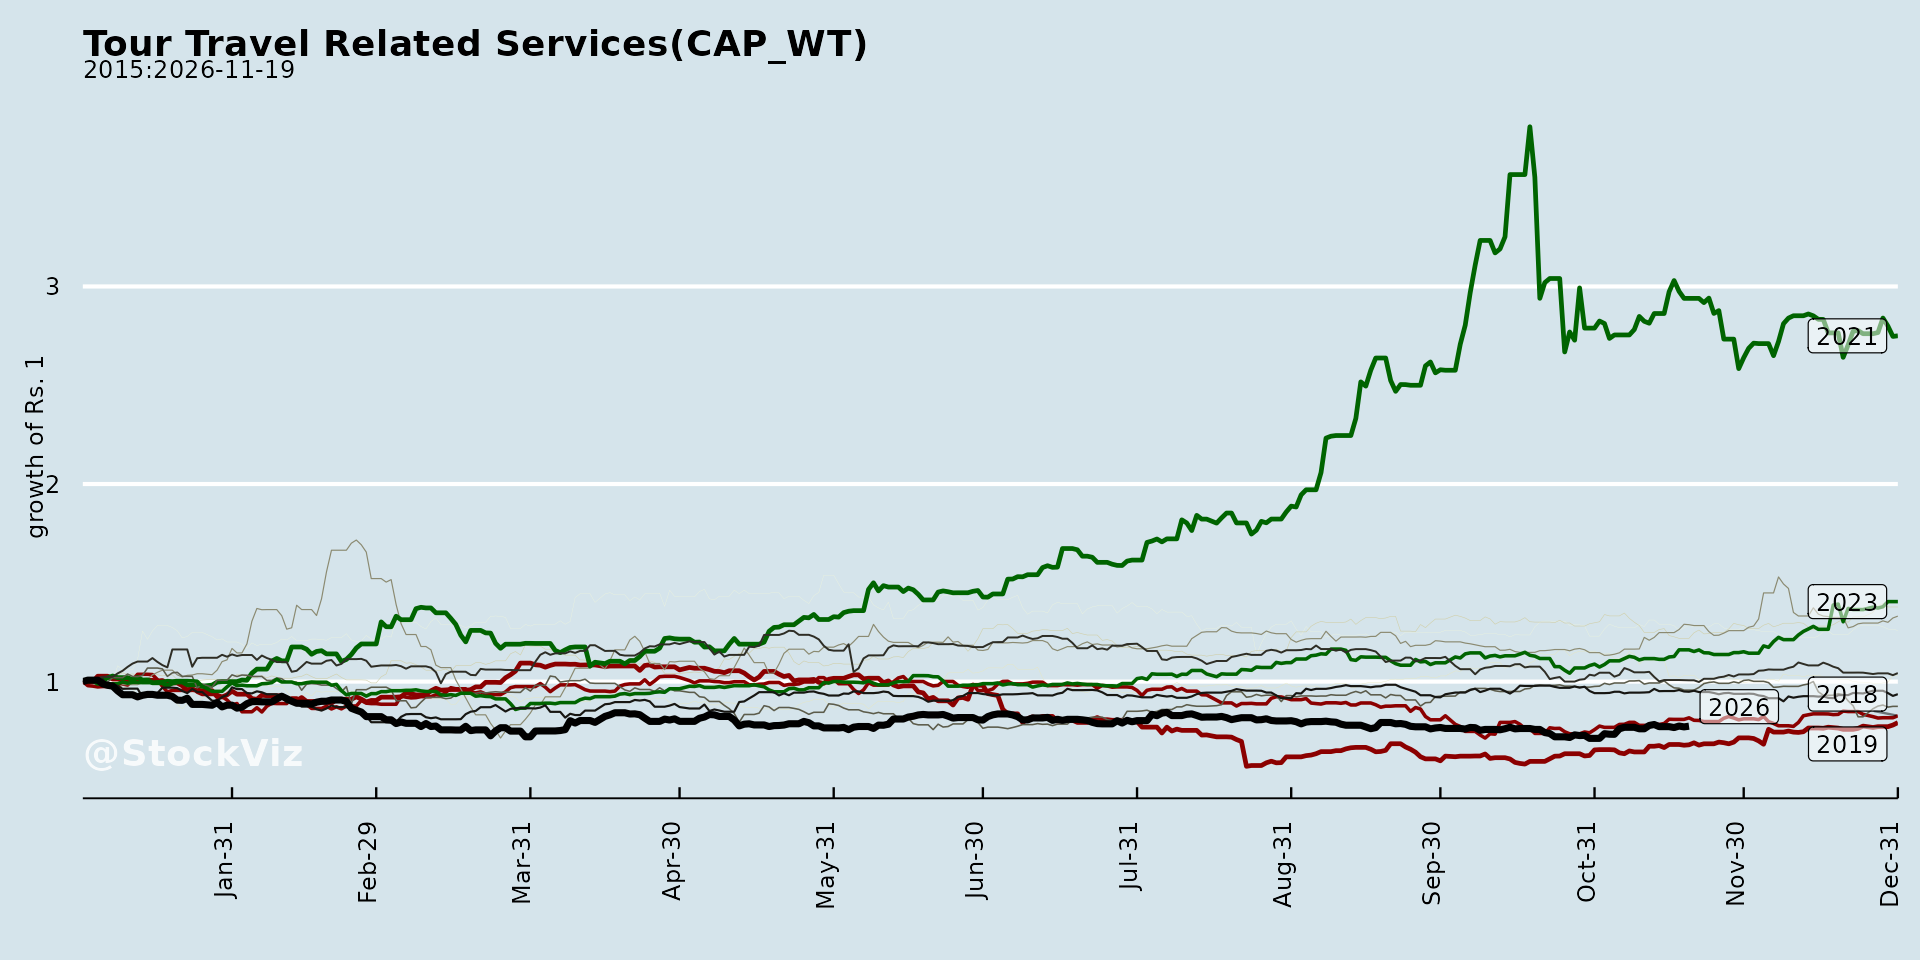 Tour Travel Related Services(CAP_WT)
2015:2026-11-19
growth of Rs. 1
3
2
1
2021
2023
2018
2026
2019
@StockViz
Jan-31
Feb-29
Mar-31
Apr-30
May-31
Jun-30
Jul-31
Aug-31
Sep-30
Oct-31
Nov-30
Dec-31